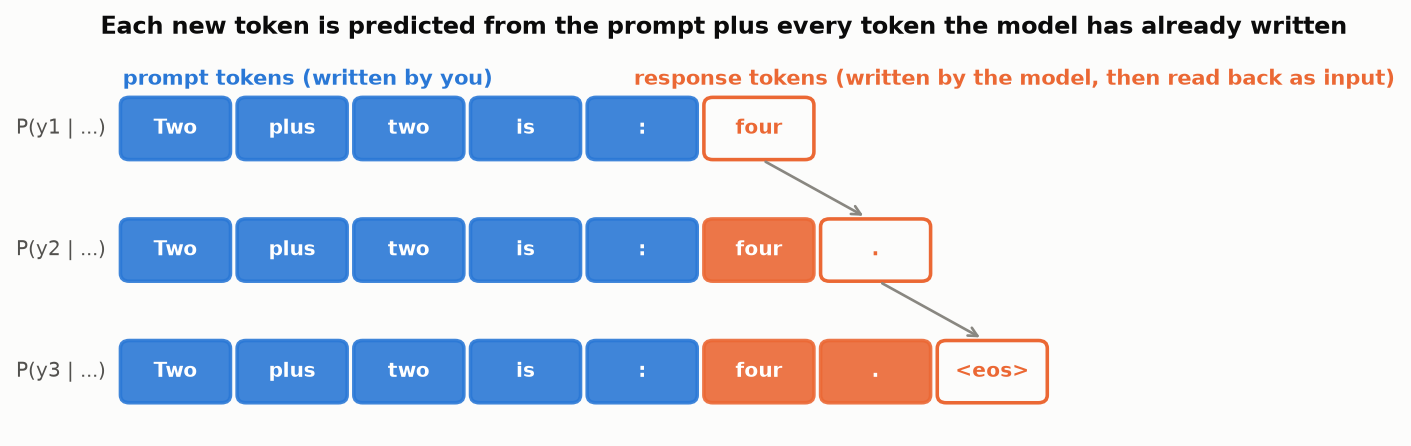 Each new token is predicted from the prompt plus every token the model has already written
prompt tokens (written by you) response tokens (written by the model, then read back as input)
P(y1 | ...) Two plus two is : four
P(y2 | ...) Two plus two is : four .
P(y3 | ...) Two plus two is : four . <eos>